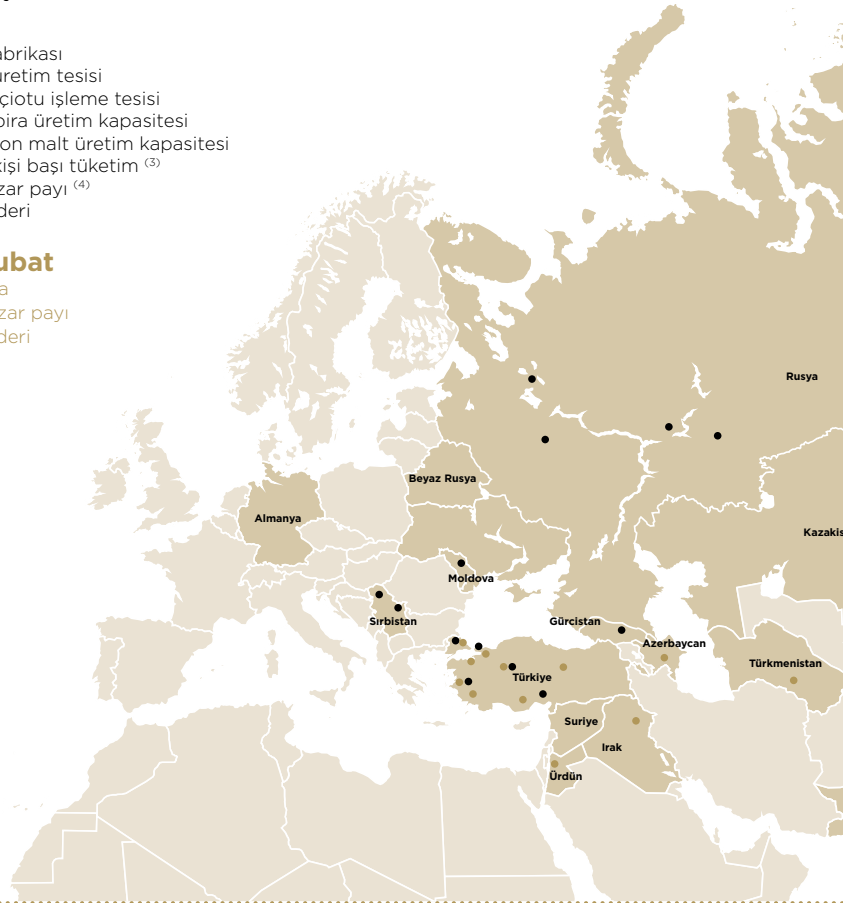 abrikası
üretim tesisi
çiotu işleme tesisi
bira üretim kapasitesi
on malt üretim kapasitesi
kişi başı tüketim (3)
zar payı (4)
deri
ubat
a
zar payı
deri
Rusya
Beyaz Rusya
Almanya
Kazakis
Moldova
Sırbistan
Gürcistan
Azerbaycan
Türkmenistan
Türkiye
Suriye
Irak
Ürdün